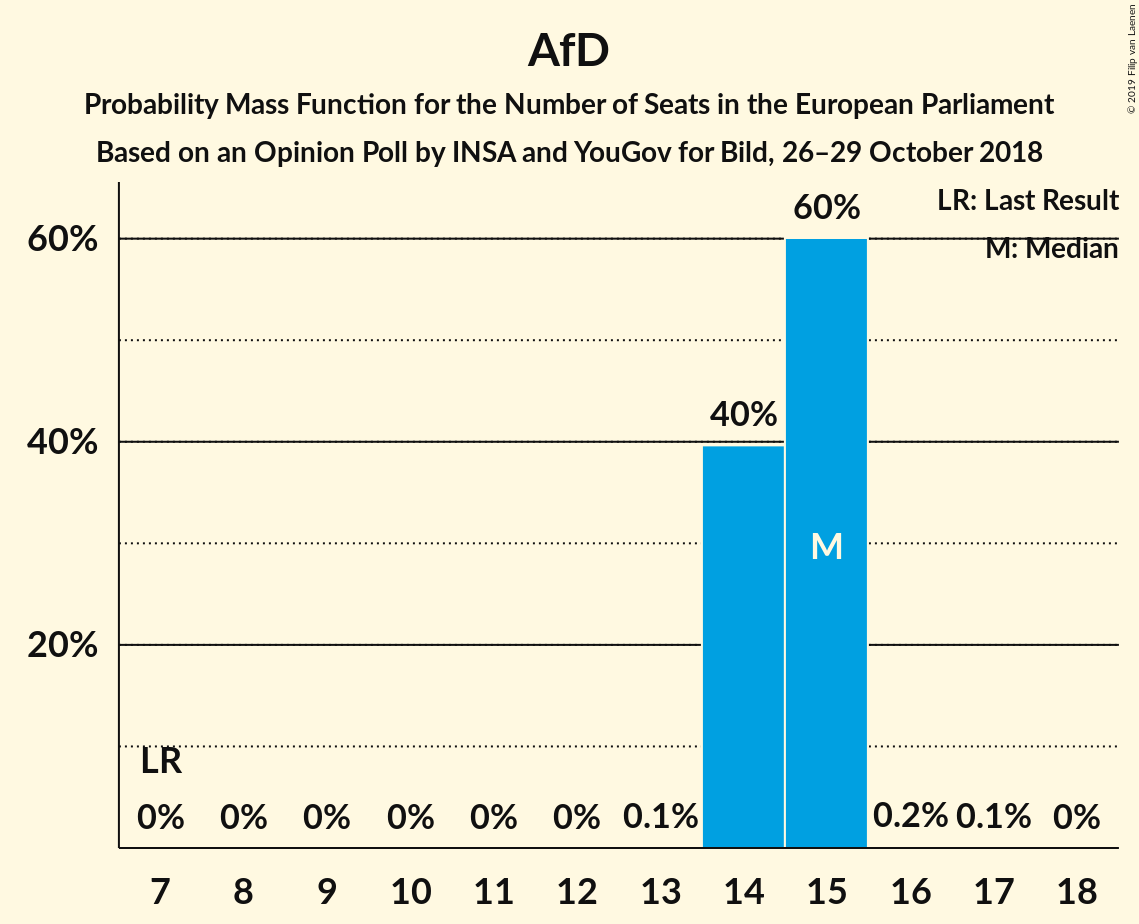 AfD
Probability Mass Function for the Number of Seats in the European Parliament
Based on an Opinion Poll by INSA and YouGov for Bild, 26–29 October 2018
© 2019 Filip van Laenen
LR: Last Result
M: Median
60%
40%
20%
60%
40%
M
LR
0% 0% 0% 0% 0% 0% 0.1% 0.2% 0.1% 0%
7 8 9 10 11 12 13 14 15 16 17 18